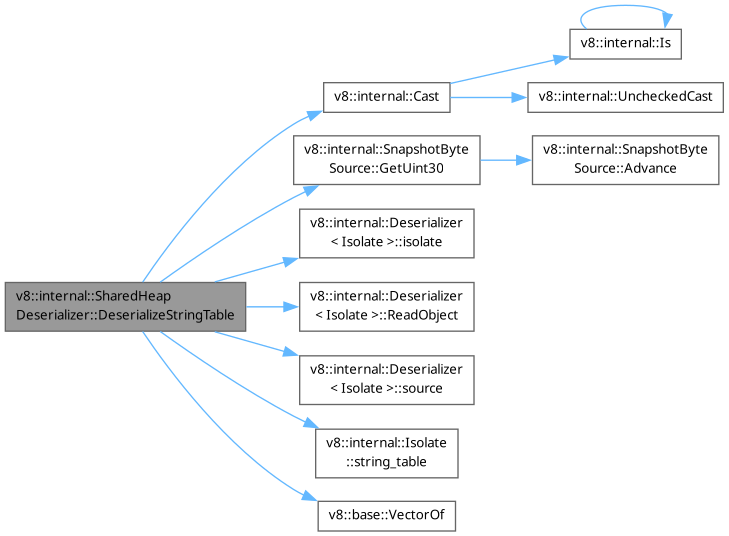 v8::internal::Is
v8::internal::Cast
v8::internal::UncheckedCast
v8::internal::SnapshotByte
Source::GetUint30
v8::internal::SnapshotByte
Source::Advance
v8::internal::Deserializer
< Isolate >::isolate
v8::internal::SharedHeap
Deserializer::DeserializeStringTable
v8::internal::Deserializer
< Isolate >::ReadObject
v8::internal::Deserializer
< Isolate >::source
v8::internal::Isolate
::string_table
v8::base::VectorOf